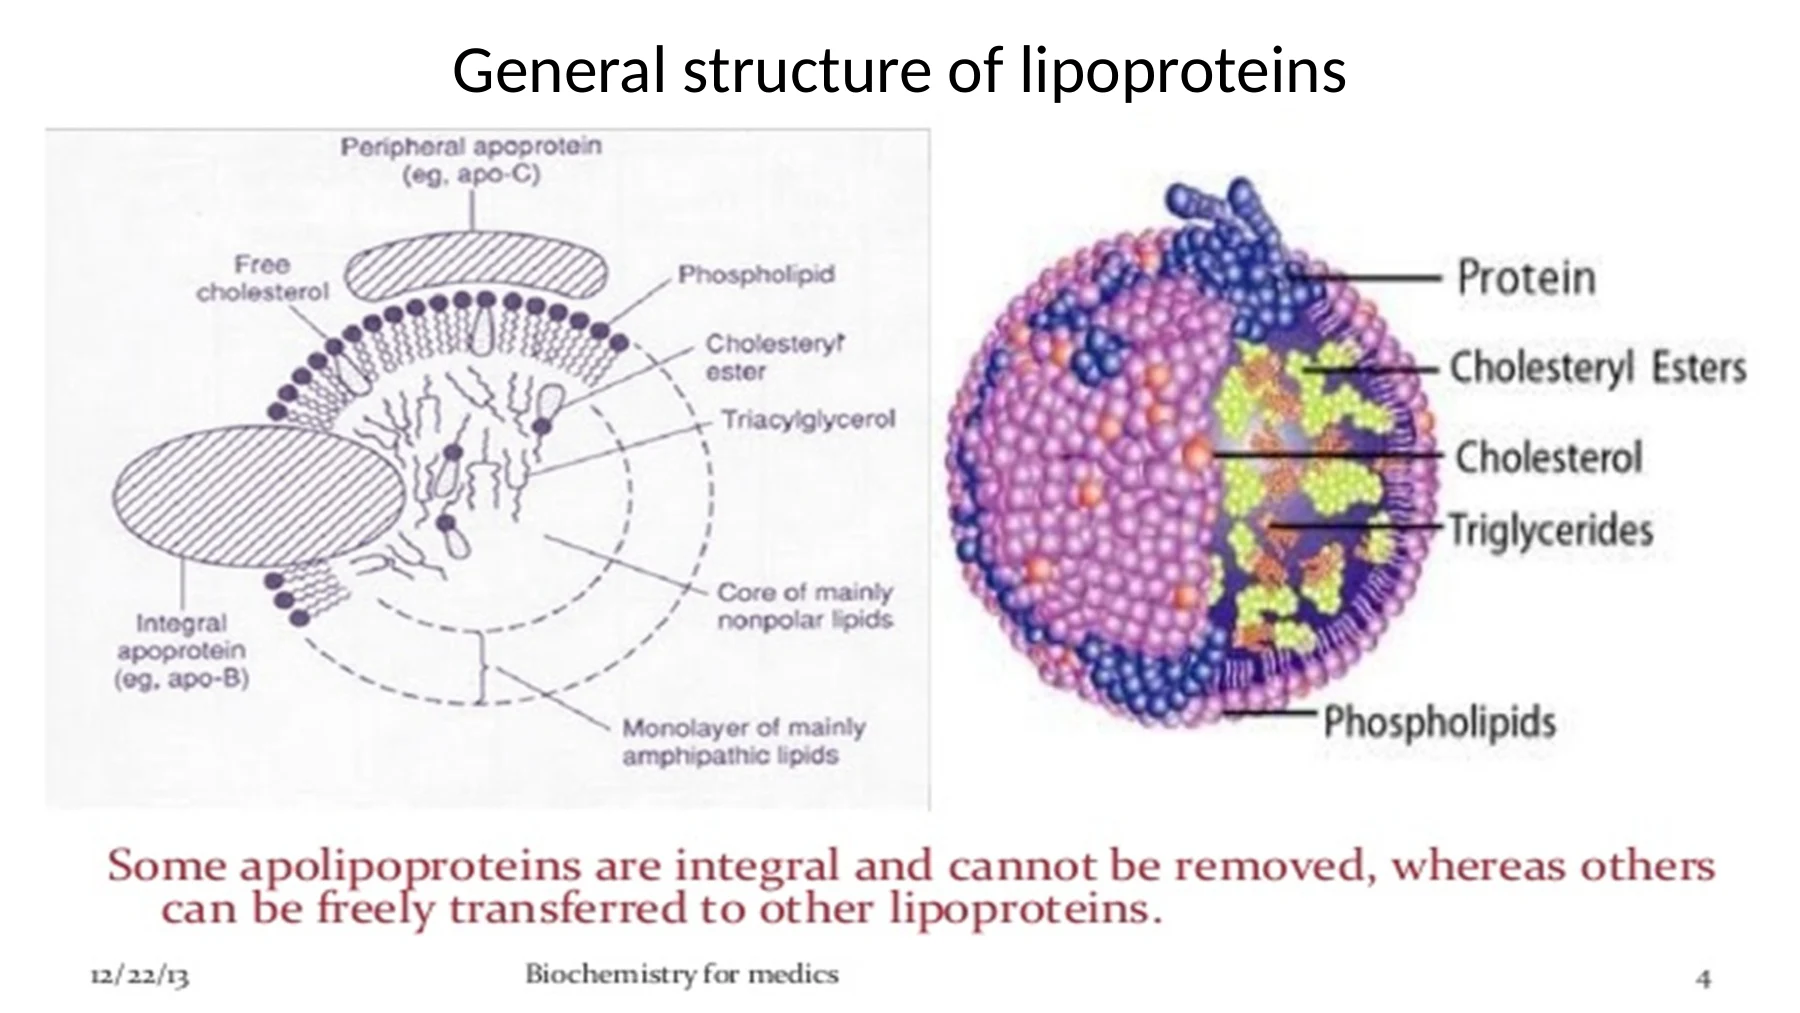 General structure of lipoproteins
Peripheral apoprotein
(eg, apo-C)
Free
cholesterol
Phospholipid
Cholesteryl
ester
Triacylglycerol
Core of mainly
nonpolar lipids
Integral
apoprotein
(eg, apo-B)
Monolayer of mainly
amphipathic lipids
Protein
Cholesteryl Esters
Cholesterol
Triglycerides
Phospholipids
Some apolipoproteins are integral and cannot be removed, whereas others
can be freely transferred to other lipoproteins.
12/22/13
Biochemistry for medics
4